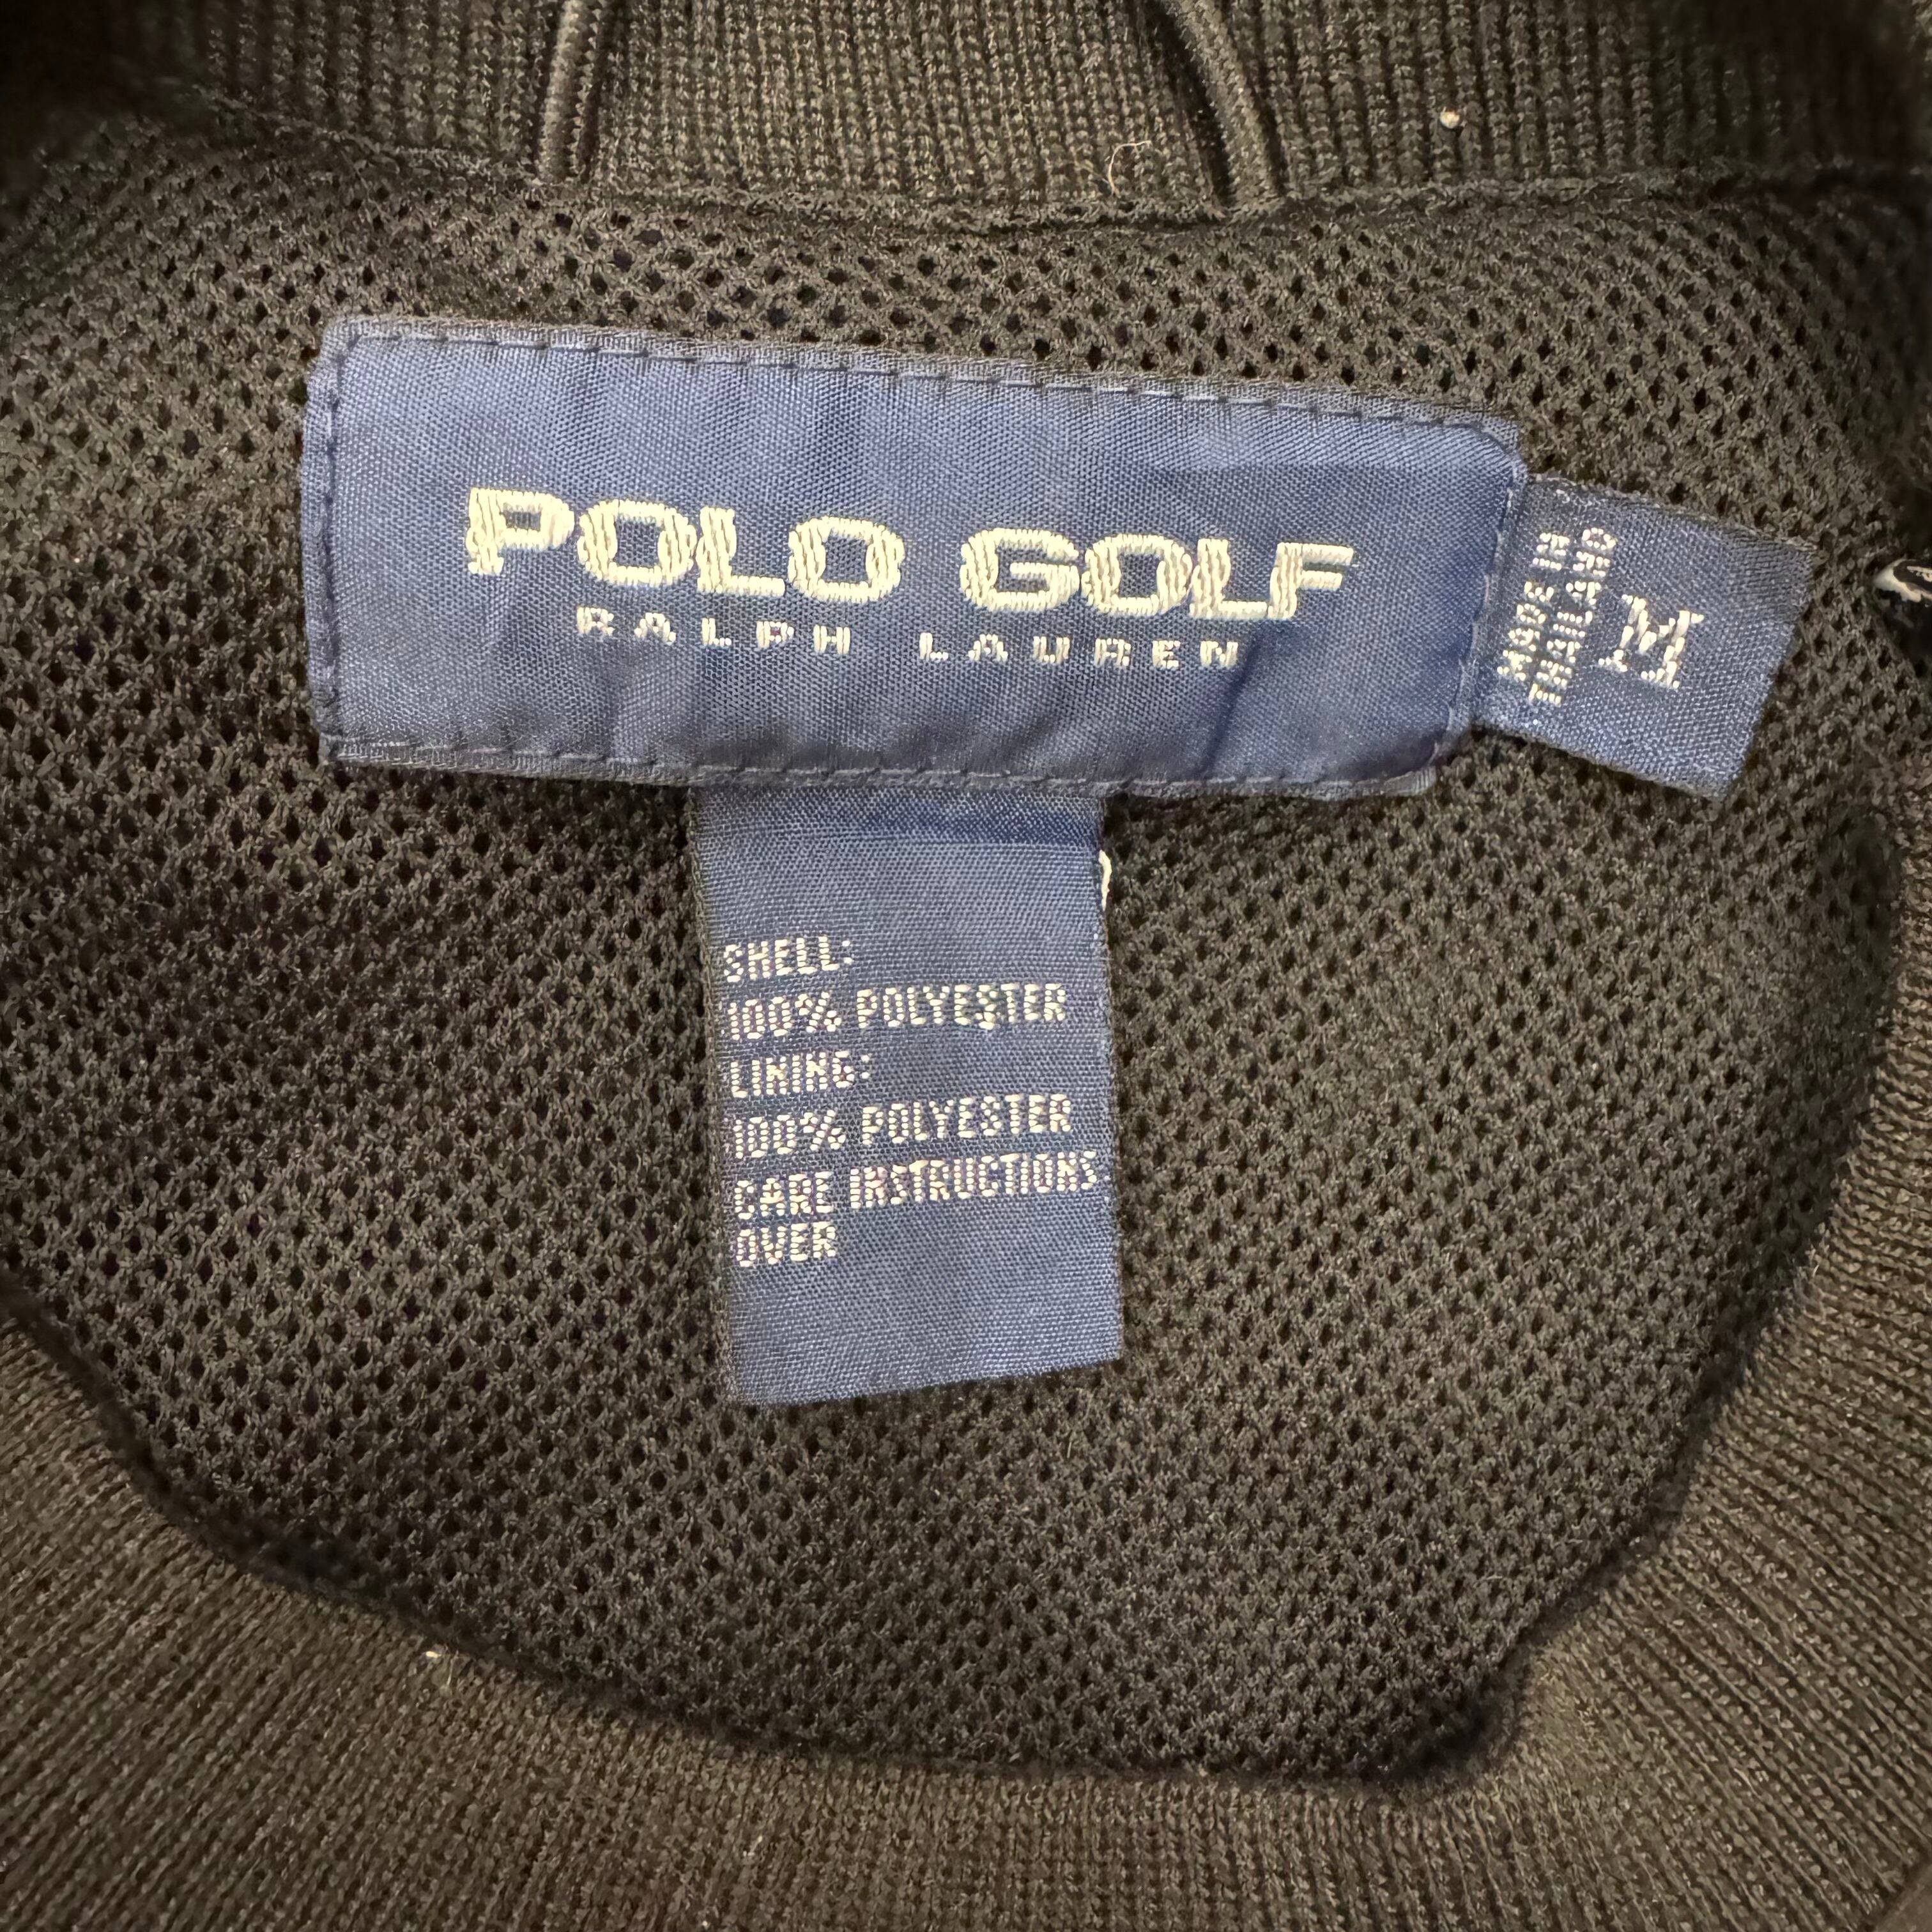 POLO GOLF
RALPH LAUREN
MADE IN
THAILAND
M
SHELL:
100% POLYESTER
LINING:
100% POLYESTER
CARE INSTRUCTIONS
OVER